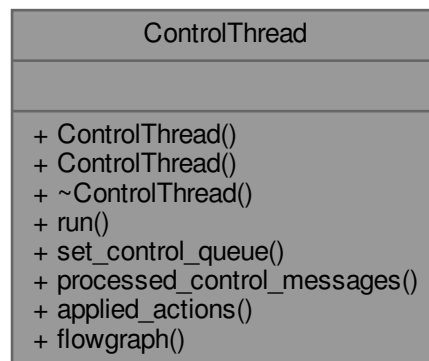 ControlThread
+ ControlThread()
+ ControlThread()
+ ~ControlThread()
+ run()
+ set_control_queue()
+ processed_control_messages()
+ applied_actions()
+ flowgraph()